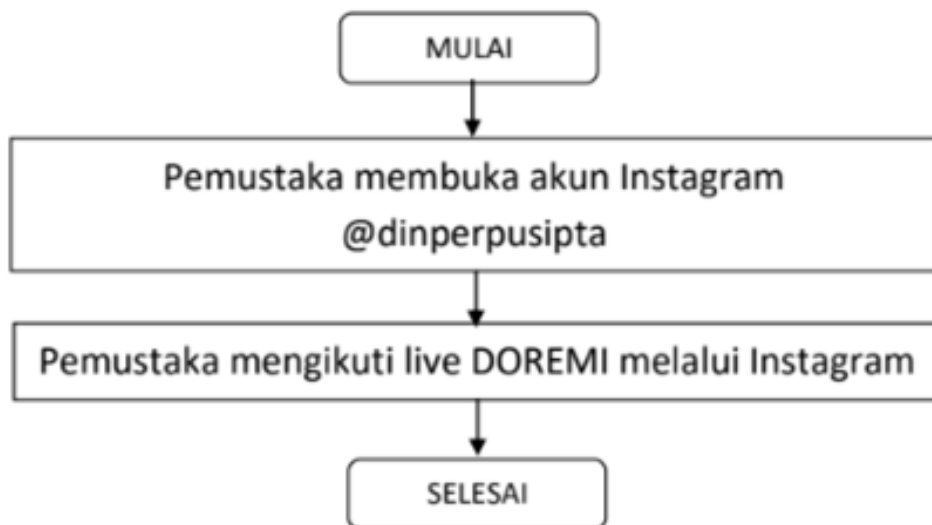 MULAI
Pemustaka membuka akun Instagram
@dinperpusipta
Pemustaka mengikuti live DOREMI melalui Instagram
SELESAI